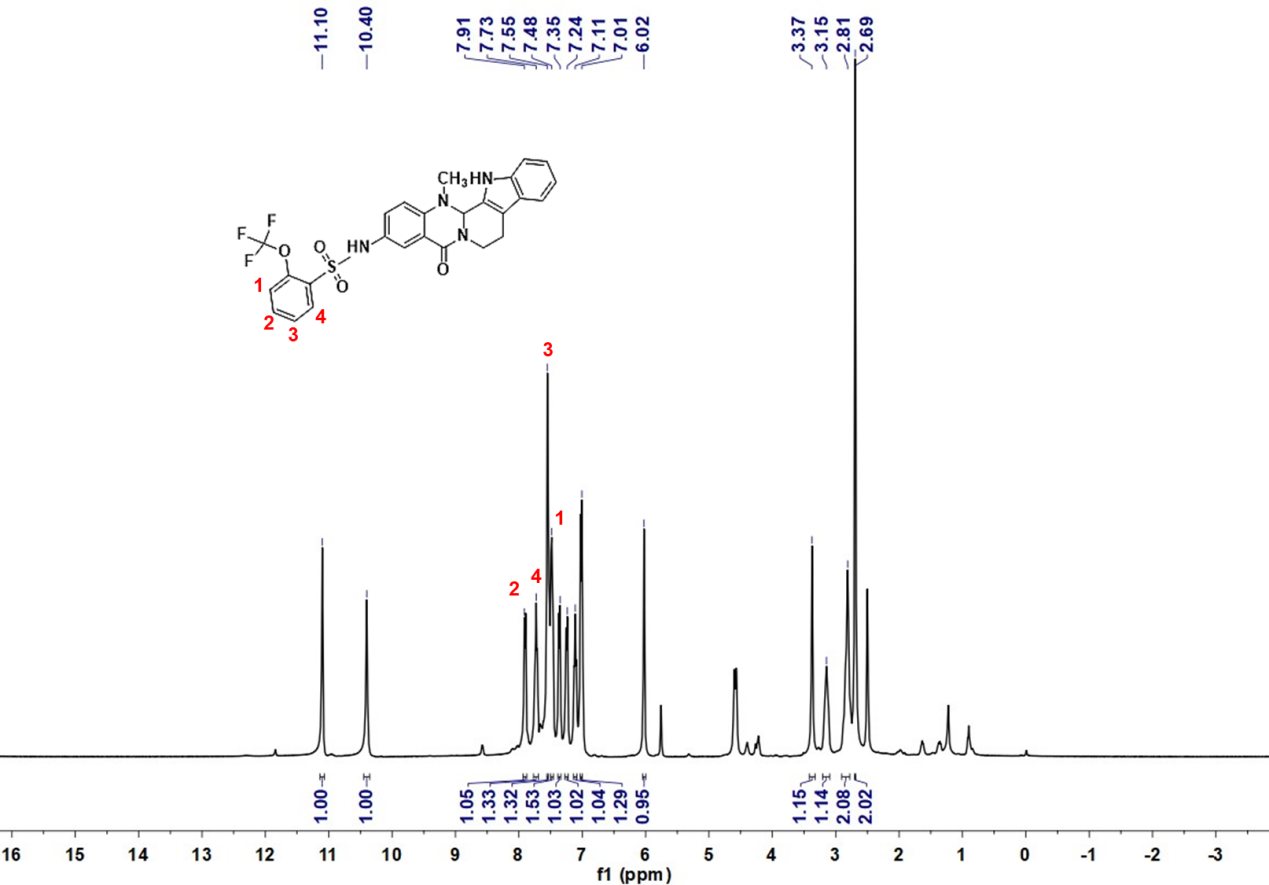 11.10
10.40
7.91
7.73
7.55
7.48
7.35
7.24
7.11
7.01
6.02
3.37
3.15
2.81
2.69
CH3 HN
N
F
F
HN
N
O
O
F
S
O
O
1
2
3
4
3
1
2
4
1.00
1.00
1.05
1.33
1.32
1.53
1.03
1.02
1.04
1.29
0.95
1.15
1.14
2.08
2.02
16 15 14 13 12 11 10 9 8 7 6 5 4 3 2 1 0 -1 -2 -3
f1 (ppm)